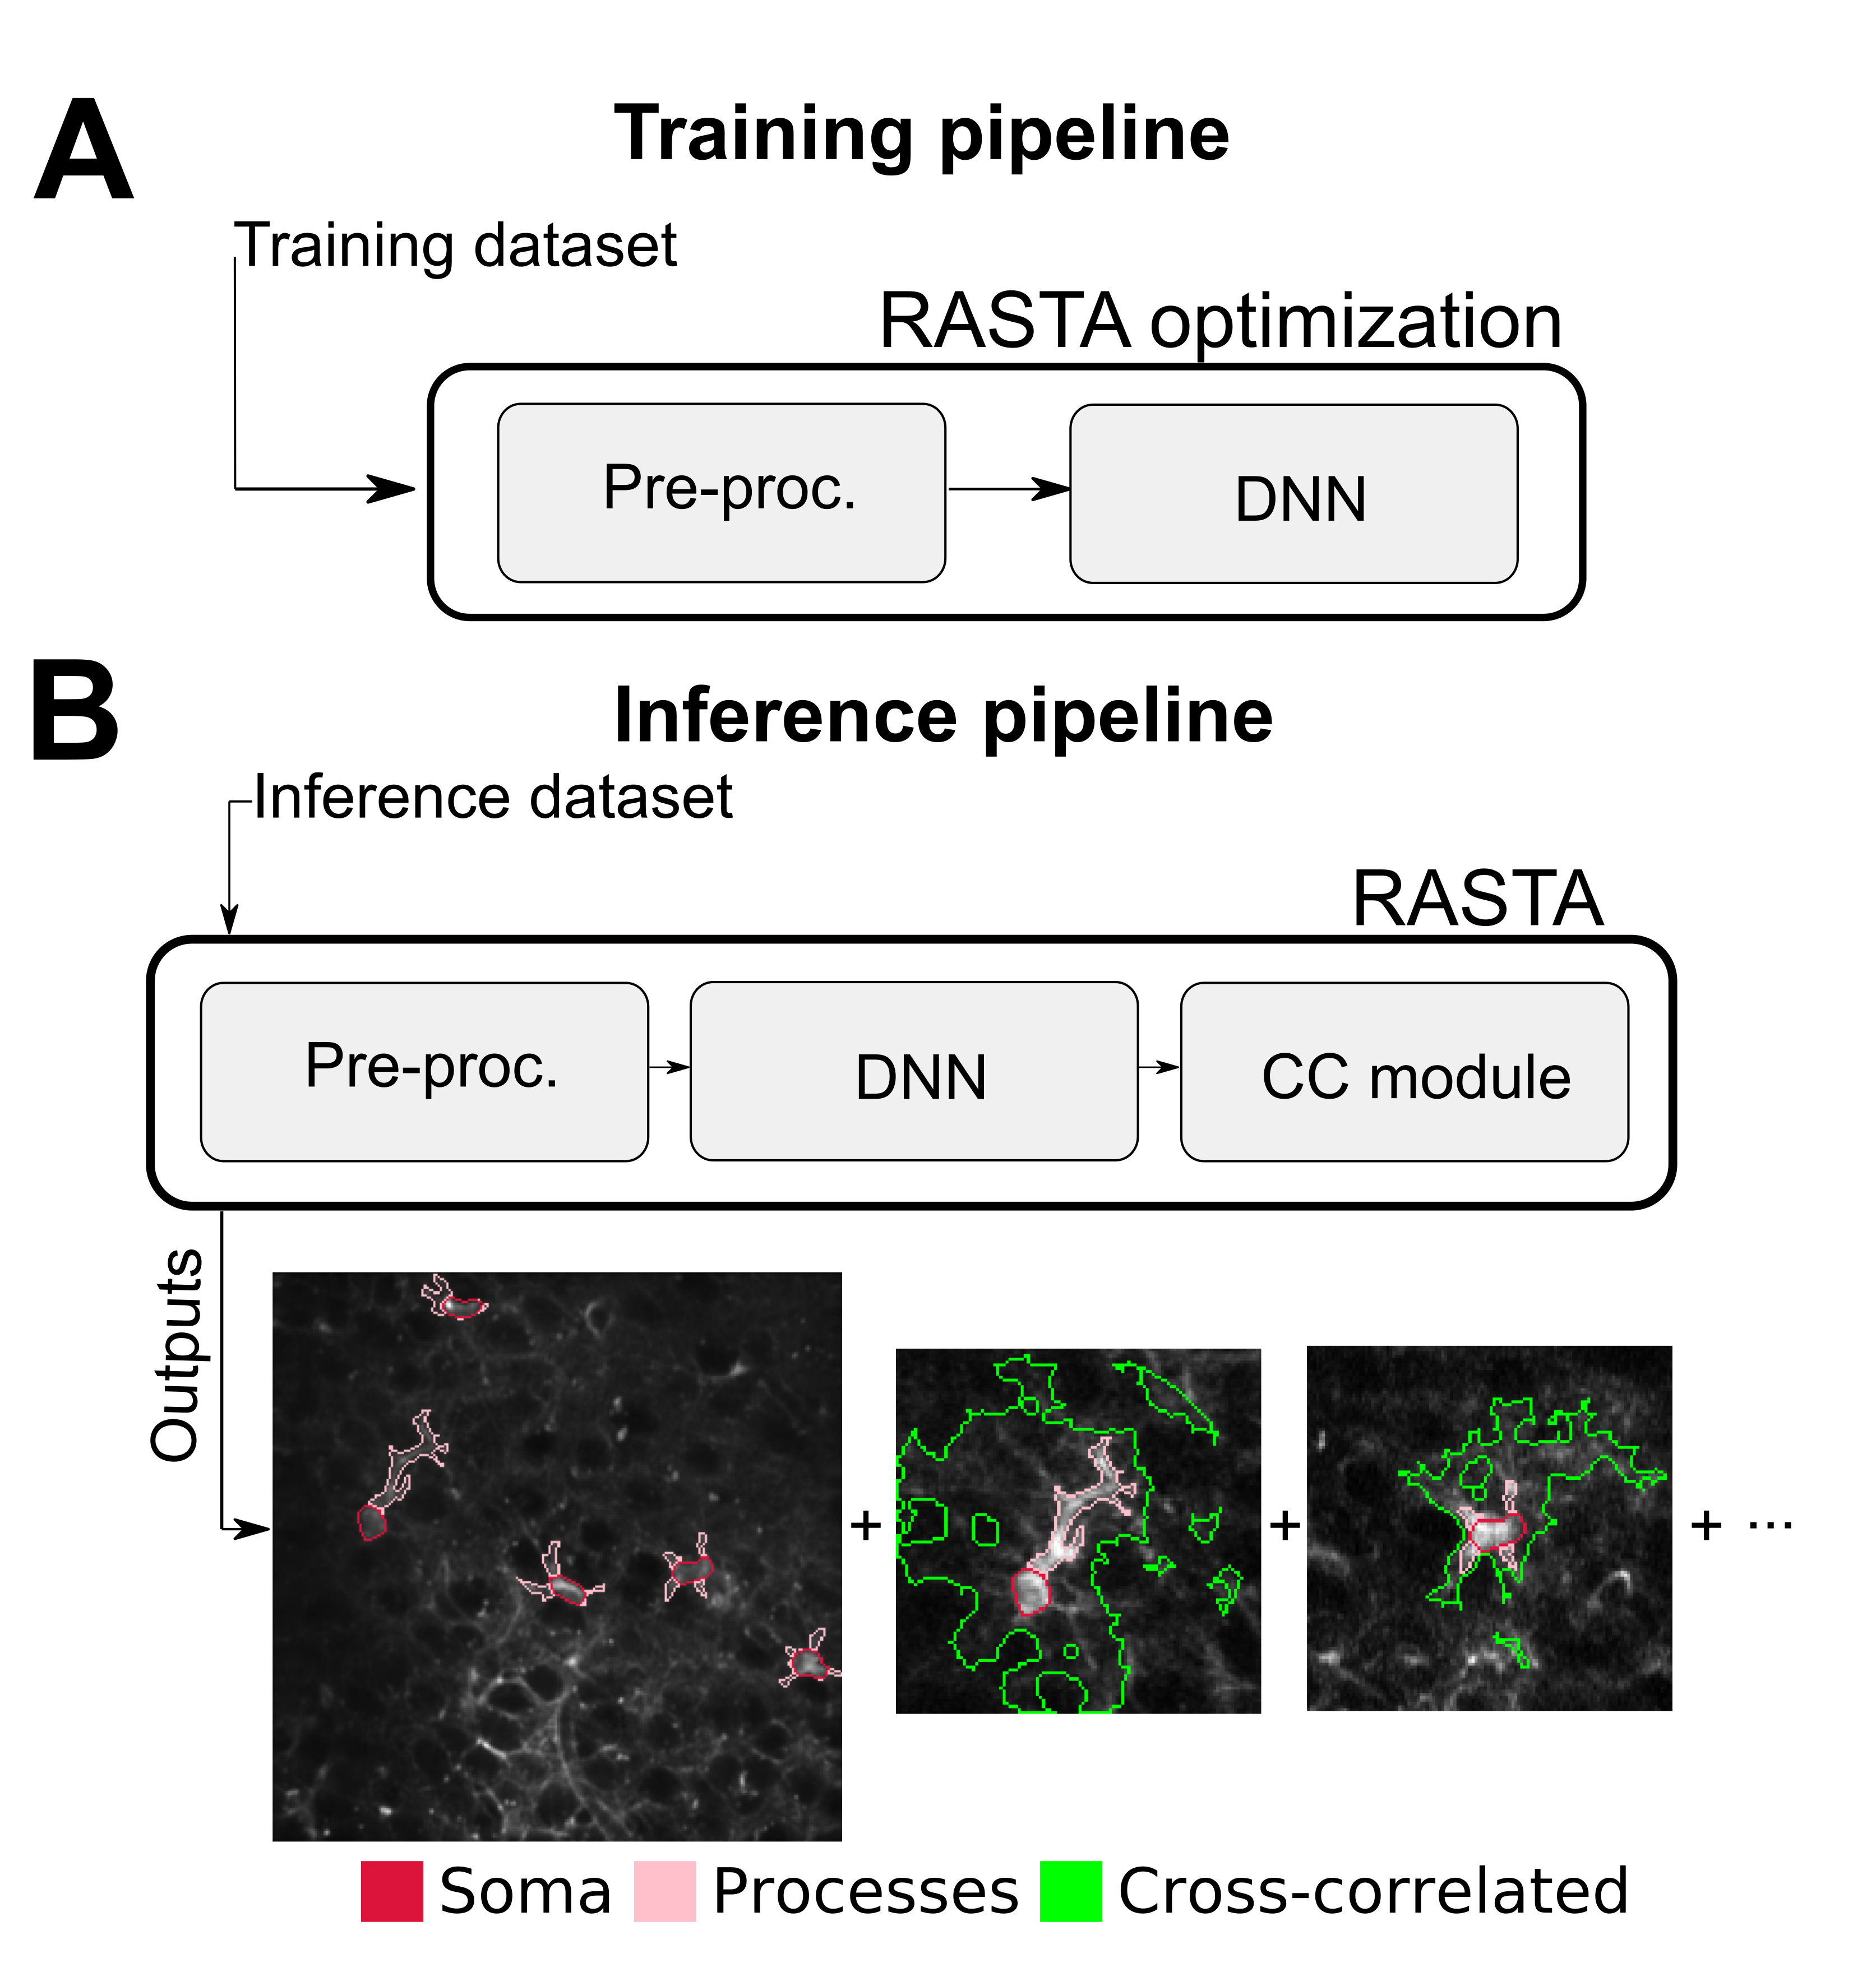 A
Training pipeline
Training dataset
RASTA optimization
Pre-proc.
DNN
B
Inference pipeline
Inference dataset
RASTA
Pre-proc.
DNN
CC module
Outputs
+
+
+ ...
Soma
Processes
Cross-correlated